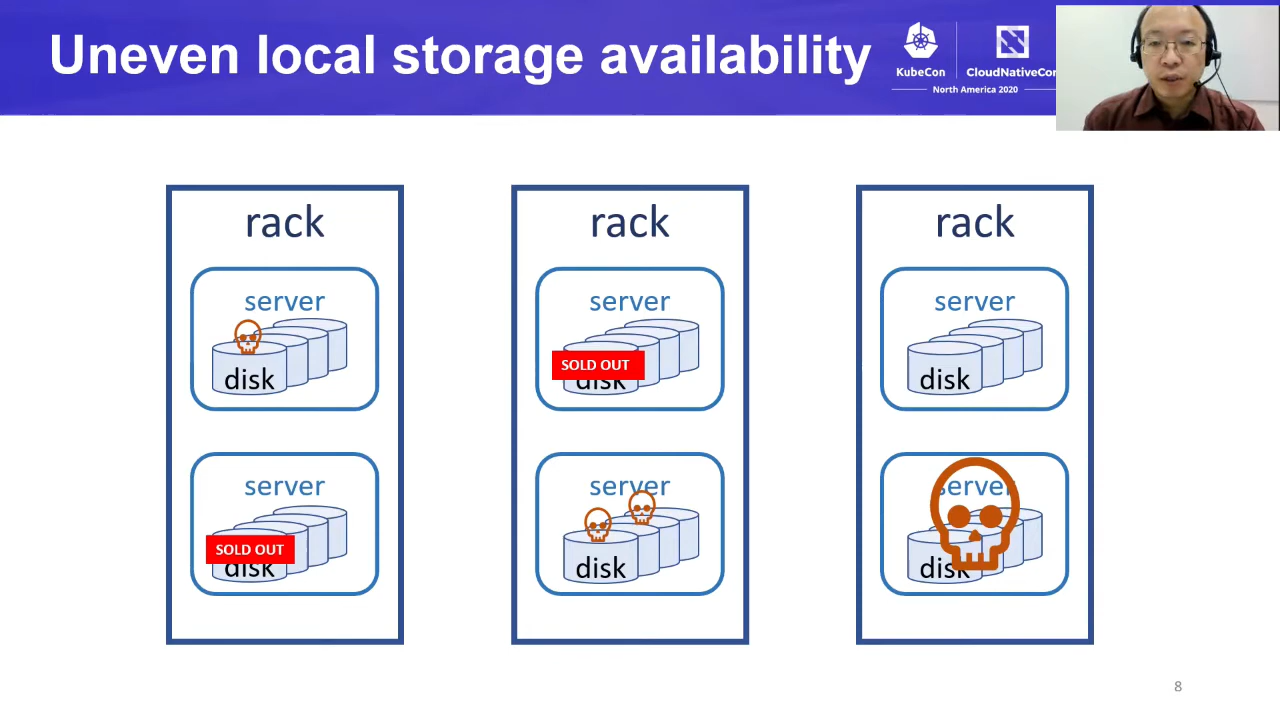 Uneven local storage availability
KubeCon
CloudNativeCon
North America 2020
rack
server
disk
server
SOLD OUT
disk
rack
server
SOLD OUT
disk
server
disk
rack
server
disk
server
disk
8